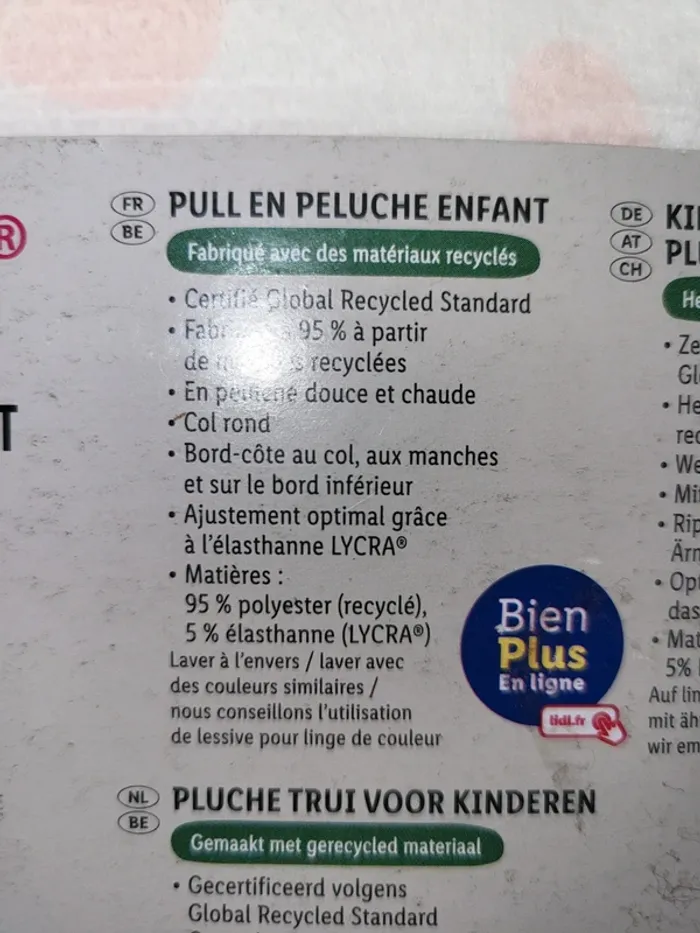 FR
BE
PULL EN PELUCHE ENFANT
Fabriqué avec des matériaux recyclés
• Certifié Global Recycled Standard
• 95 % à partir
de recyclées
• En douce et chaude
• Col rond
• Bord-côte au col, aux manches
et sur le bord inférieur
• Ajustement optimal grâce
à l'élasthanne LYCRA®
• Matières :
95 % polyester (recyclé),
5 % élasthanne (LYCRA®)
Laver à l'envers / laver avec
des couleurs similaires /
nous conseillons l'utilisation
de lessive pour linge de couleur
Bien
Plus
En ligne
lidl.fr
NL
BE
PLUCHE TRUI VOOR KINDEREN
Gemaakt met gerecycled materiaal
• Gecertificeerd volgens
Global Recycled Standard
®
T
DE
AT
CH
KI
PL
He
• Ze
Gl
• He
rec
• We
• Mi
• Rip
Ärm
• Op
das
• Mat
5%
Auf lin
mit äh
wir em